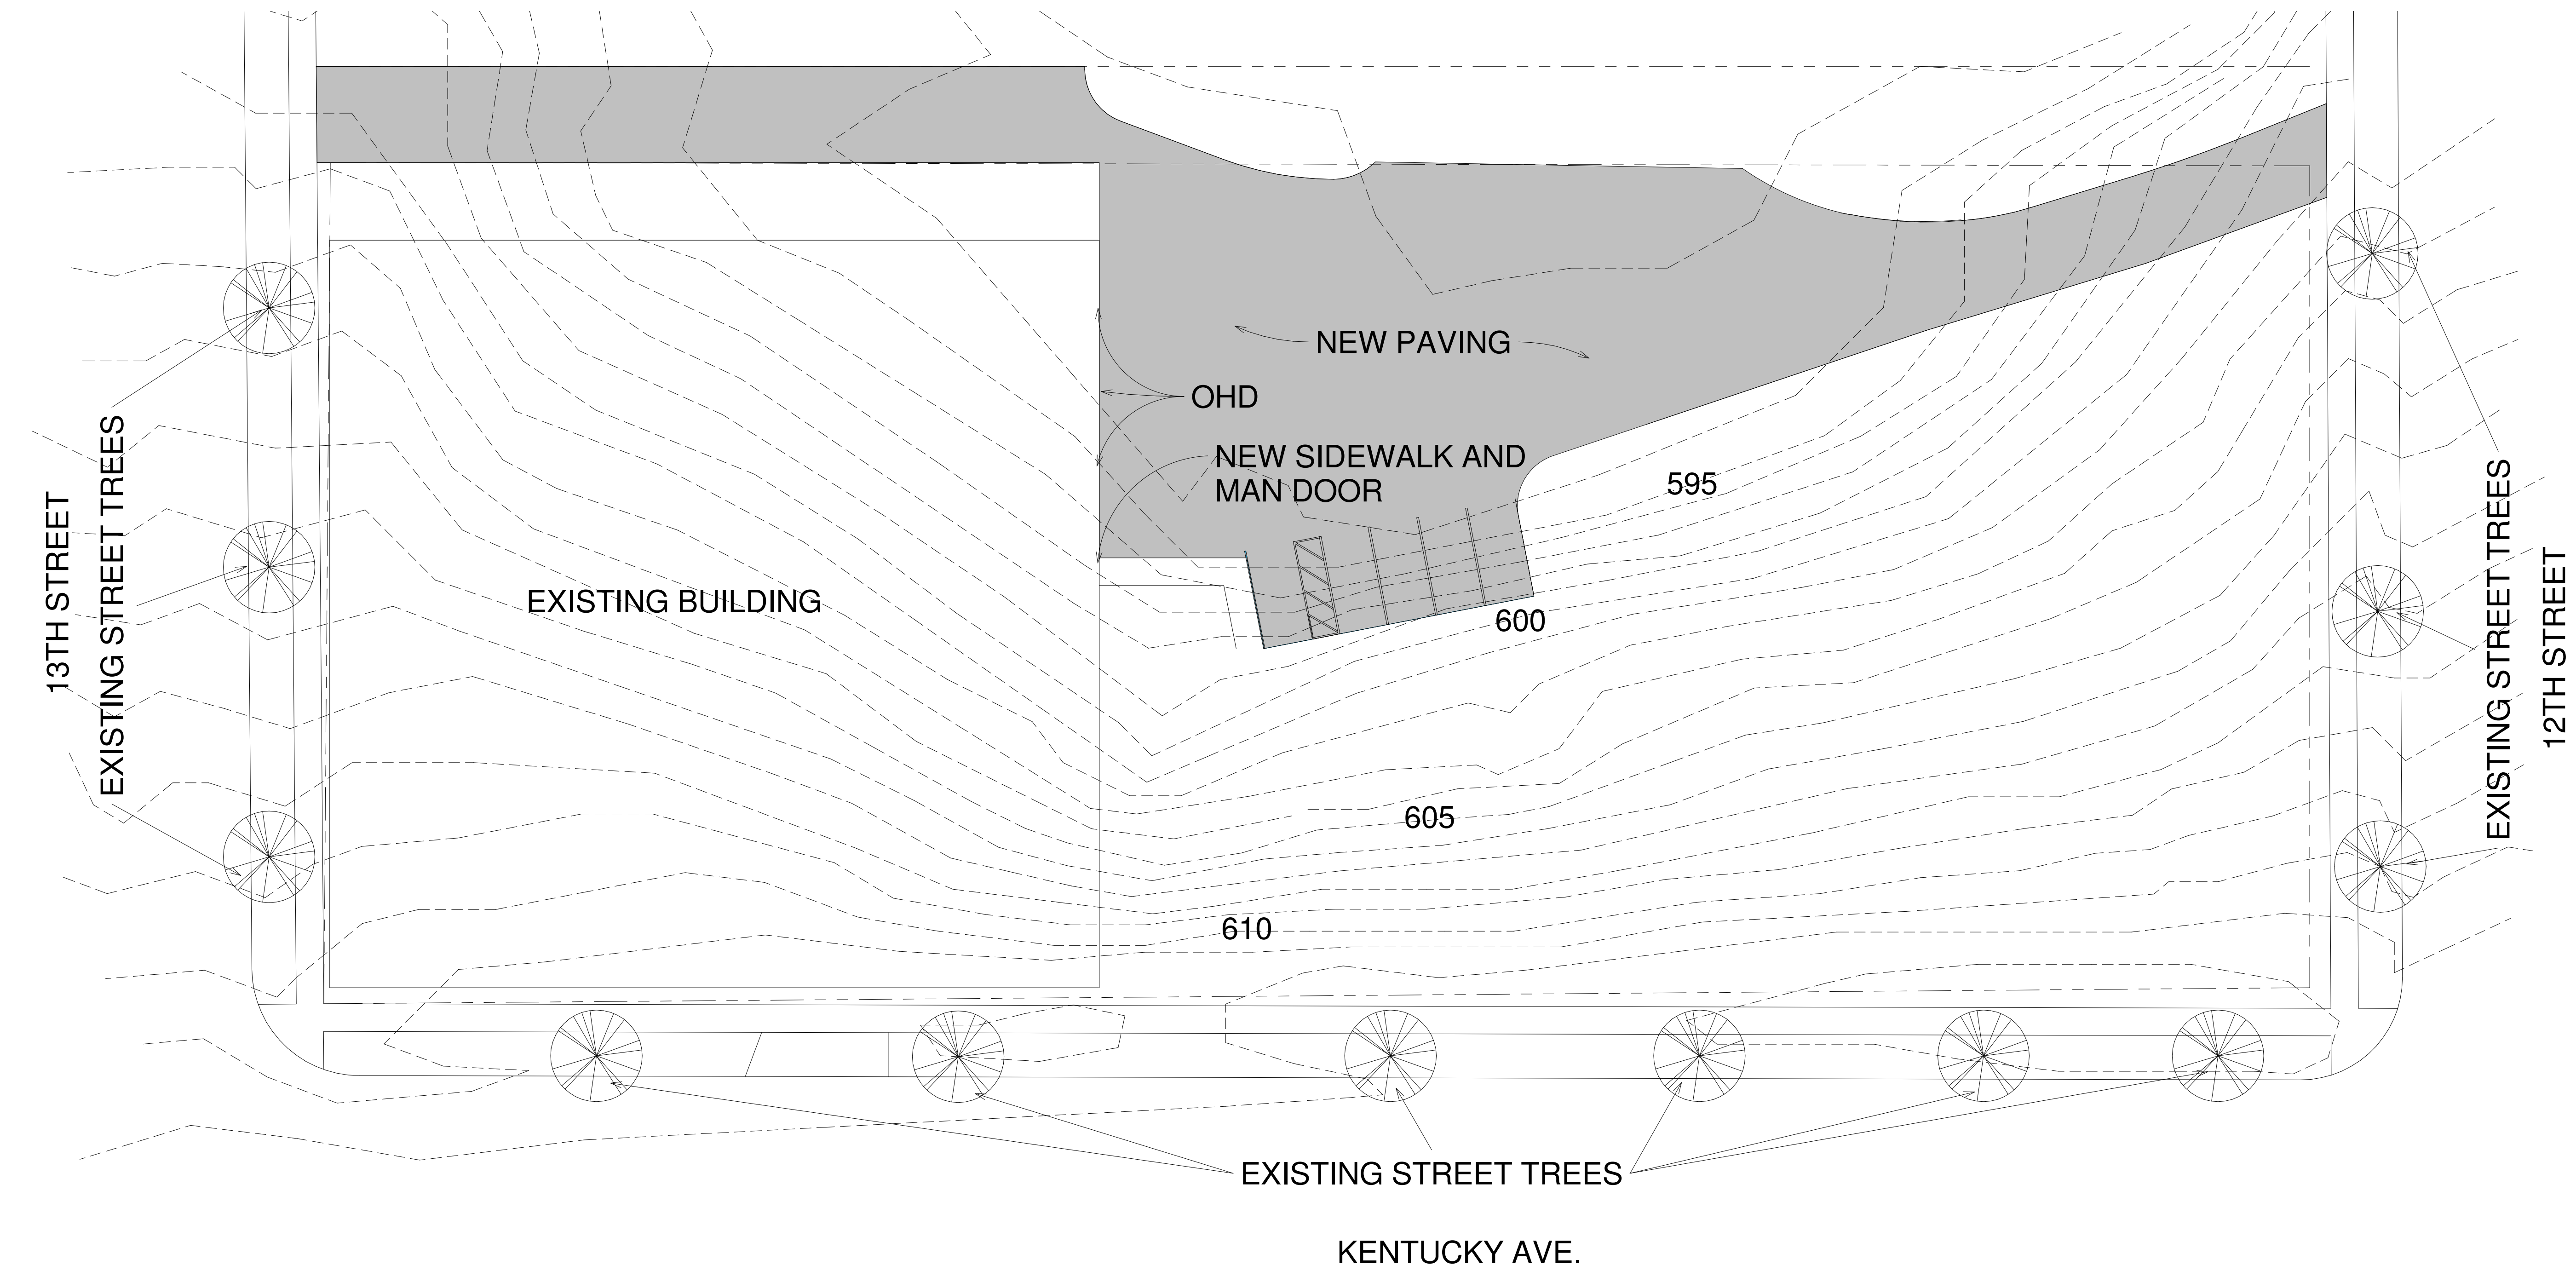 NEW PAVING
OHD
NEW SIDEWALK AND
MAN DOOR
595
EXISTING BUILDING
600
605
610
13TH STREET
EXISTING STREET TREES
EXISTING STREET TREES
12TH STREET
EXISTING STREET TREES
KENTUCKY AVE.